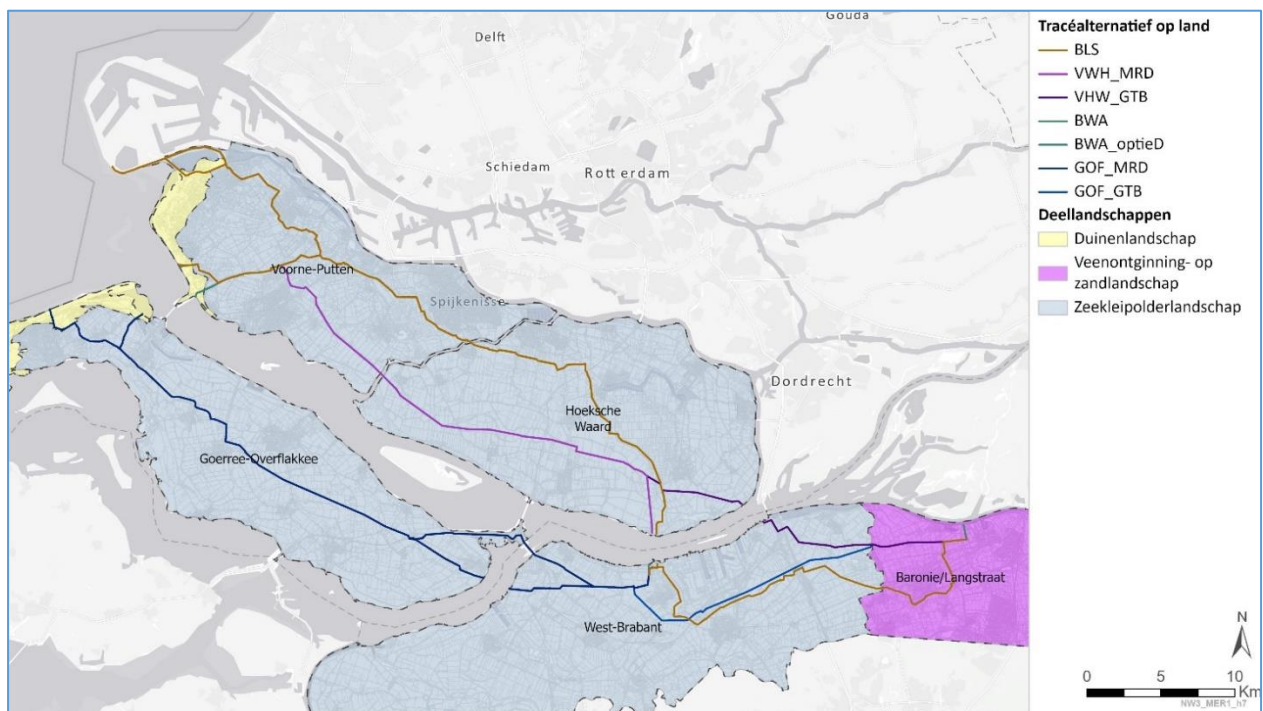 Gouda
Delft
Schiedam
Rotterdam
Voorne-Putten
Spijkenisse
Dordrecht
Hoeksche
Waard
Goerree-Overflakkee
Baronie/Langstraat
West-Brabant
Tracéalternatief op land
BLS
VWH_MRD
VHW_GTB
BWA
BWA_optieD
GOF_MRD
GOF_GTB
Deellandschappen
Duinenlandschap
Veenontginning- op
zandlandschap
Zeekleipolderlandschap
N
0 5 10
Km
NW3_MER1_h7